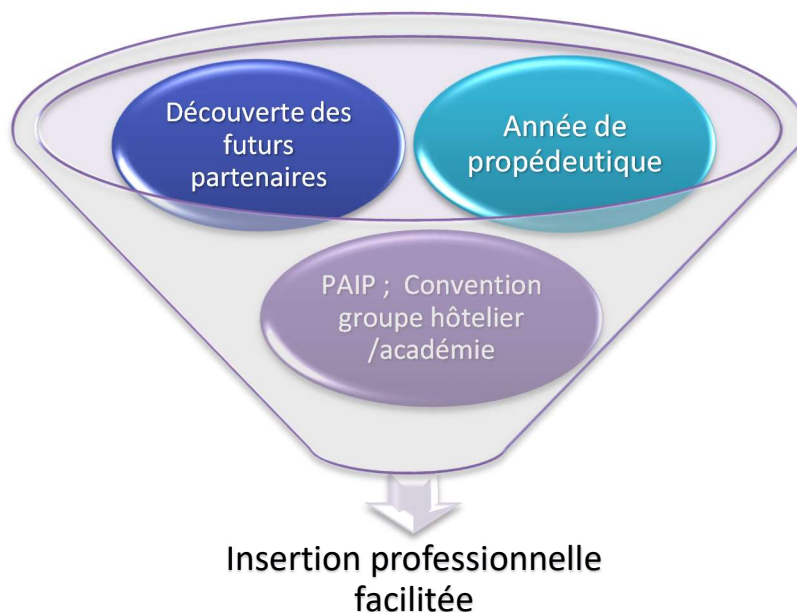 Découverte des
futurs
partenaires
Année de
propédeutique
PAIP ; Convention
groupe hôtelier
/académie
Insertion professionnelle
facilitée